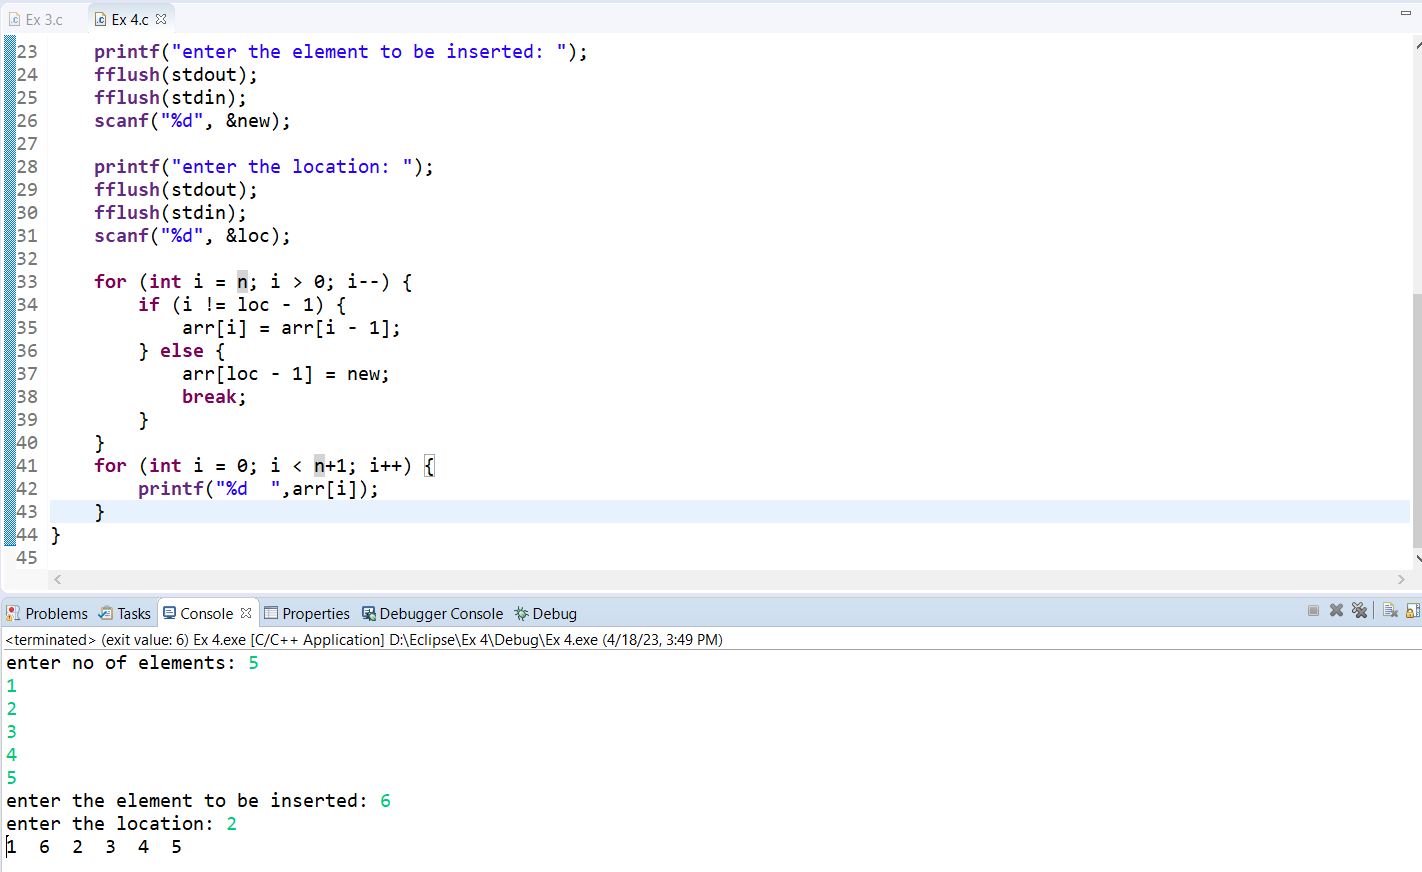 Ex 3.c Ex 4.c
23 printf("enter the element to be inserted: ");
24 fflush(stdout);
25 fflush(stdin);
26 scanf("%d", &new);
27
28 printf("enter the location: ");
29 fflush(stdout);
30 fflush(stdin);
31 scanf("%d", &loc);
32
33 for (int i = n; i > 0; i--) {
34 if (i != loc - 1) {
35 arr[i] = arr[i - 1];
36 } else {
37 arr[loc - 1] = new;
38 break;
39 }
40 }
41 for (int i = 0; i < n+1; i++) {
42 printf("%d  ",arr[i]);
43 }
44 }
45
Problems Tasks Console Properties Debugger Console Debug
<terminated> (exit value: 6) Ex 4.exe [C/C++ Application] D:\Eclipse\Ex 4\Debug\Ex 4.exe (4/18/23, 3:49 PM)
enter no of elements: 5
1
2
3
4
5
enter the element to be inserted: 6
enter the location: 2
1  6  2  3  4  5